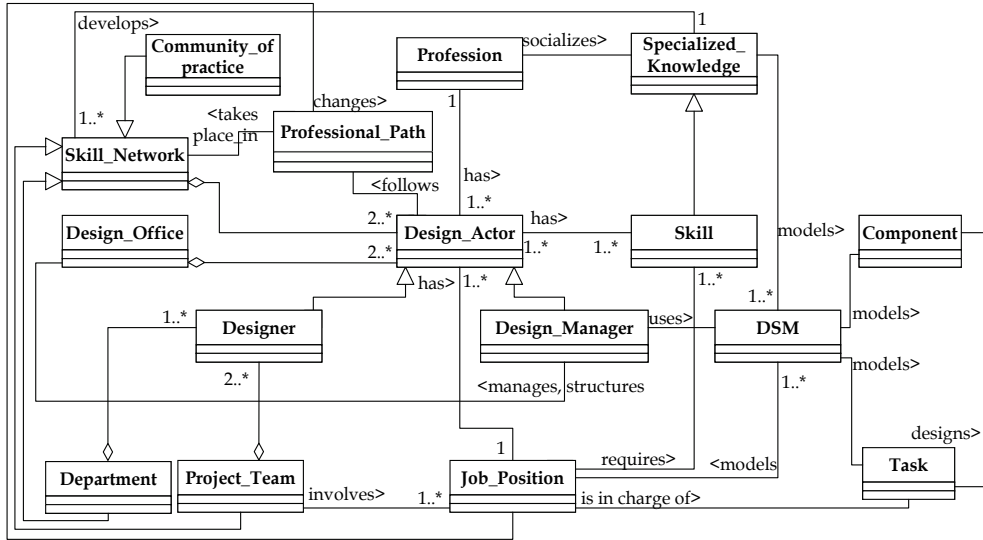 develops>
1
Community_of
practice
Profession
socializes>
Specialized_
Knowledge
1..*
<takes
place_in
changes>
Professional_Path
1
Skill_Network
<follows
has>
1..*
Design_Office
2..*
2..*
Design_Actor
has>
1..*
1..*
Skill
models>
Component
has>
1..*
1..*
1..*
1..*
Designer
Design_Manager
uses>
DSM
models>
2..*
<manages, structures
1..*
models>
1
designs>
Department
Project_Team
involves>
1..*
Job_Position
requires>
<models
is in charge of>
Task